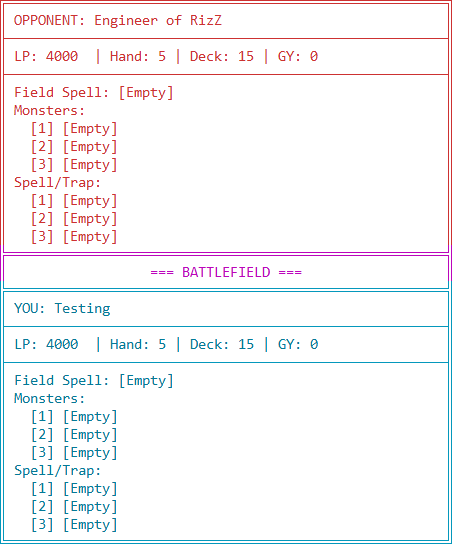 OPPONENT: Engineer of RizZ
LP: 4000  | Hand: 5 | Deck: 15 | GY: 0
Field Spell: [Empty]
Monsters:
  [1] [Empty]
  [2] [Empty]
  [3] [Empty]
Spell/Trap:
  [1] [Empty]
  [2] [Empty]
  [3] [Empty]
=== BATTLEFIELD ===
YOU: Testing
LP: 4000  | Hand: 5 | Deck: 15 | GY: 0
Field Spell: [Empty]
Monsters:
  [1] [Empty]
  [2] [Empty]
  [3] [Empty]
Spell/Trap:
  [1] [Empty]
  [2] [Empty]
  [3] [Empty]